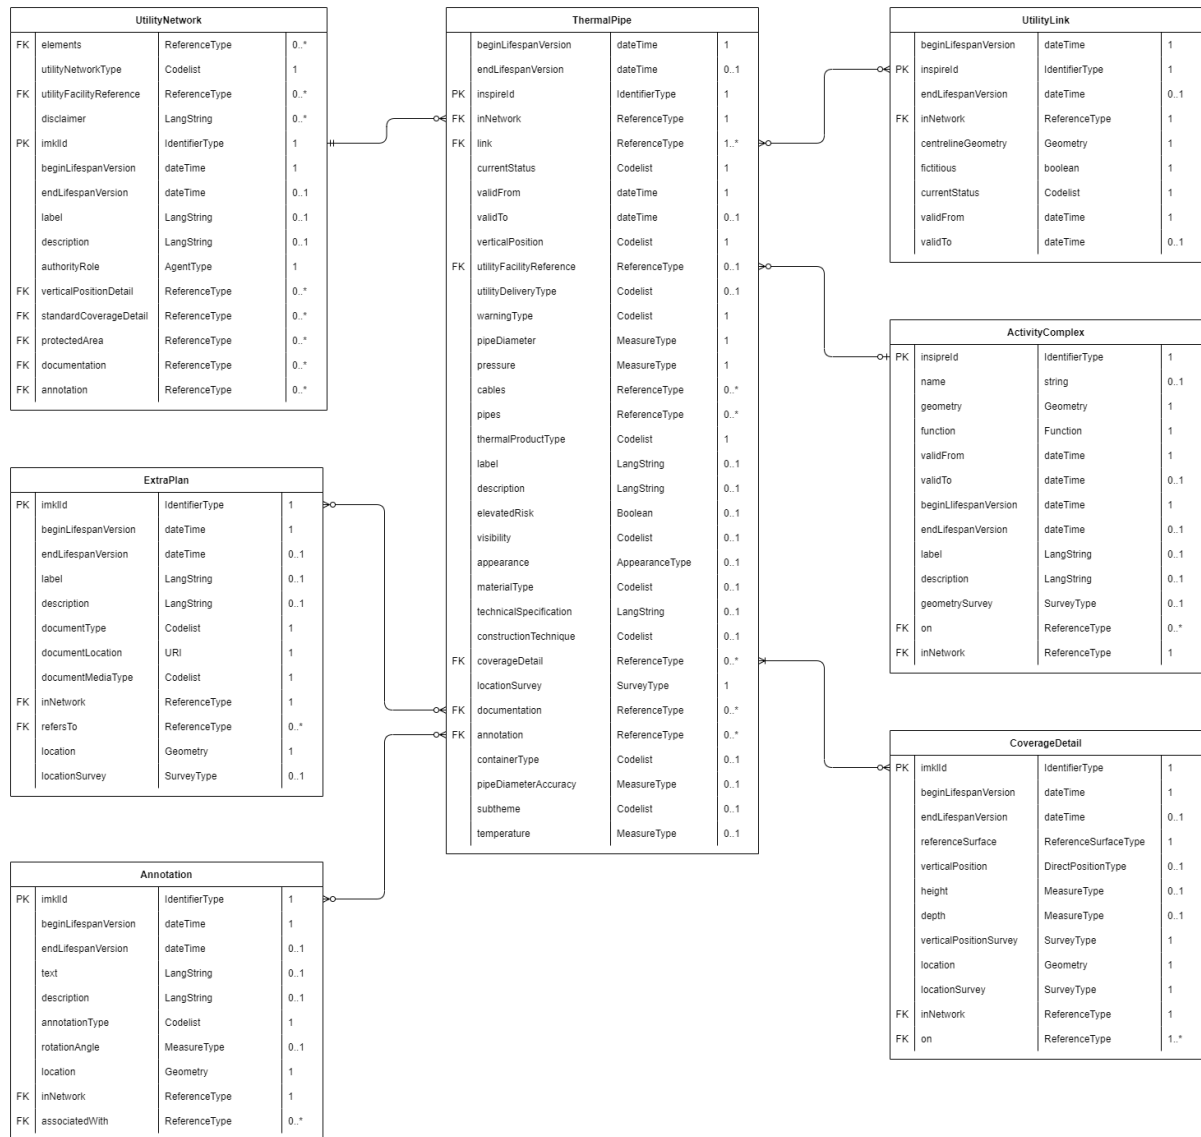 UtilityNetwork
FK elements ReferenceType 0..*
utilityNetworkType Codelist 1
FK utilityFacilityReference ReferenceType 0..*
disclaimer LangString 0..*
PK imklId IdentifierType 1
beginLifespanVersion dateTime 1
endLifespanVersion dateTime 0..1
label LangString 0..1
description LangString 0..1
authorityRole AgentType 1
FK verticalPositionDetail ReferenceType 0..*
FK standardCoverageDetail ReferenceType 0..*
FK protectedArea ReferenceType 0..*
FK documentation ReferenceType 0..*
FK annotation ReferenceType 0..*
ExtraPlan
PK imklId IdentifierType 1
beginLifespanVersion dateTime 1
endLifespanVersion dateTime 0..1
label LangString 0..1
description LangString 0..1
documentType Codelist 1
documentLocation URI 1
documentMediaType Codelist 1
FK inNetwork ReferenceType 1
FK refersTo ReferenceType 0..*
location Geometry 1
locationSurvey SurveyType 0..1
Annotation
PK imklId IdentifierType 1
beginLifespanVersion dateTime 1
endLifespanVersion dateTime 0..1
text LangString 0..1
description LangString 0..1
annotationType Codelist 1
rotationAngle MeasureType 0..1
location Geometry 1
FK inNetwork ReferenceType 1
FK associatedWith ReferenceType 0..*
ThermalPipe
beginLifespanVersion dateTime 1
endLifespanVersion dateTime 0..1
PK inspireId IdentifierType 1
FK inNetwork ReferenceType 1
FK link ReferenceType 1..*
currentStatus Codelist 1
validFrom dateTime 1
validTo dateTime 0..1
verticalPosition Codelist 1
FK utilityFacilityReference ReferenceType 0..1
utilityDeliveryType Codelist 0..1
warningType Codelist 1
pipeDiameter MeasureType 1
pressure MeasureType 1
cables ReferenceType 0..*
pipes ReferenceType 0..*
thermalProductType Codelist 1
label LangString 0..1
description LangString 0..1
elevatedRisk Boolean 0..1
visibility Codelist 0..1
appearance AppearanceType 0..1
materialType Codelist 0..1
technicalSpecification LangString 0..1
constructionTechnique Codelist 0..1
FK coverageDetail ReferenceType 0..*
locationSurvey SurveyType 1
FK documentation ReferenceType 0..*
FK annotation ReferenceType 0..*
containerType Codelist 0..1
pipeDiameterAccuracy MeasureType 0..1
subtheme Codelist 0..1
temperature MeasureType 0..1
UtilityLink
beginLifespanVersion dateTime 1
PK inspireId IdentifierType 1
endLifespanVersion dateTime 0..1
FK inNetwork ReferenceType 1
centrelineGeometry Geometry 1
fictitious boolean 1
currentStatus Codelist 1
validFrom dateTime 1
validTo dateTime 0..1
ActivityComplex
PK insipreId IdentifierType 1
name string 0..1
geometry Geometry 1
function Function 1
validFrom dateTime 1
validTo dateTime 0..1
beginLlifespanVersion dateTime 1
endLifespanVersion dateTime 0..1
label LangString 0..1
description LangString 0..1
geometrySurvey SurveyType 0..1
FK on ReferenceType 0..*
FK inNetwork ReferenceType 1
CoverageDetail
PK imklId IdentifierType 1
beginLifespanVersion dateTime 1
endLifespanVersion dateTime 0..1
referenceSurface ReferenceSurfaceType 1
verticalPosition DirectPositionType 0..1
height MeasureType 0..1
depth MeasureType 0..1
verticalPositionSurvey SurveyType 1
location Geometry 1
locationSurvey SurveyType 1
FK inNetwork ReferenceType 1
FK on ReferenceType 1..*